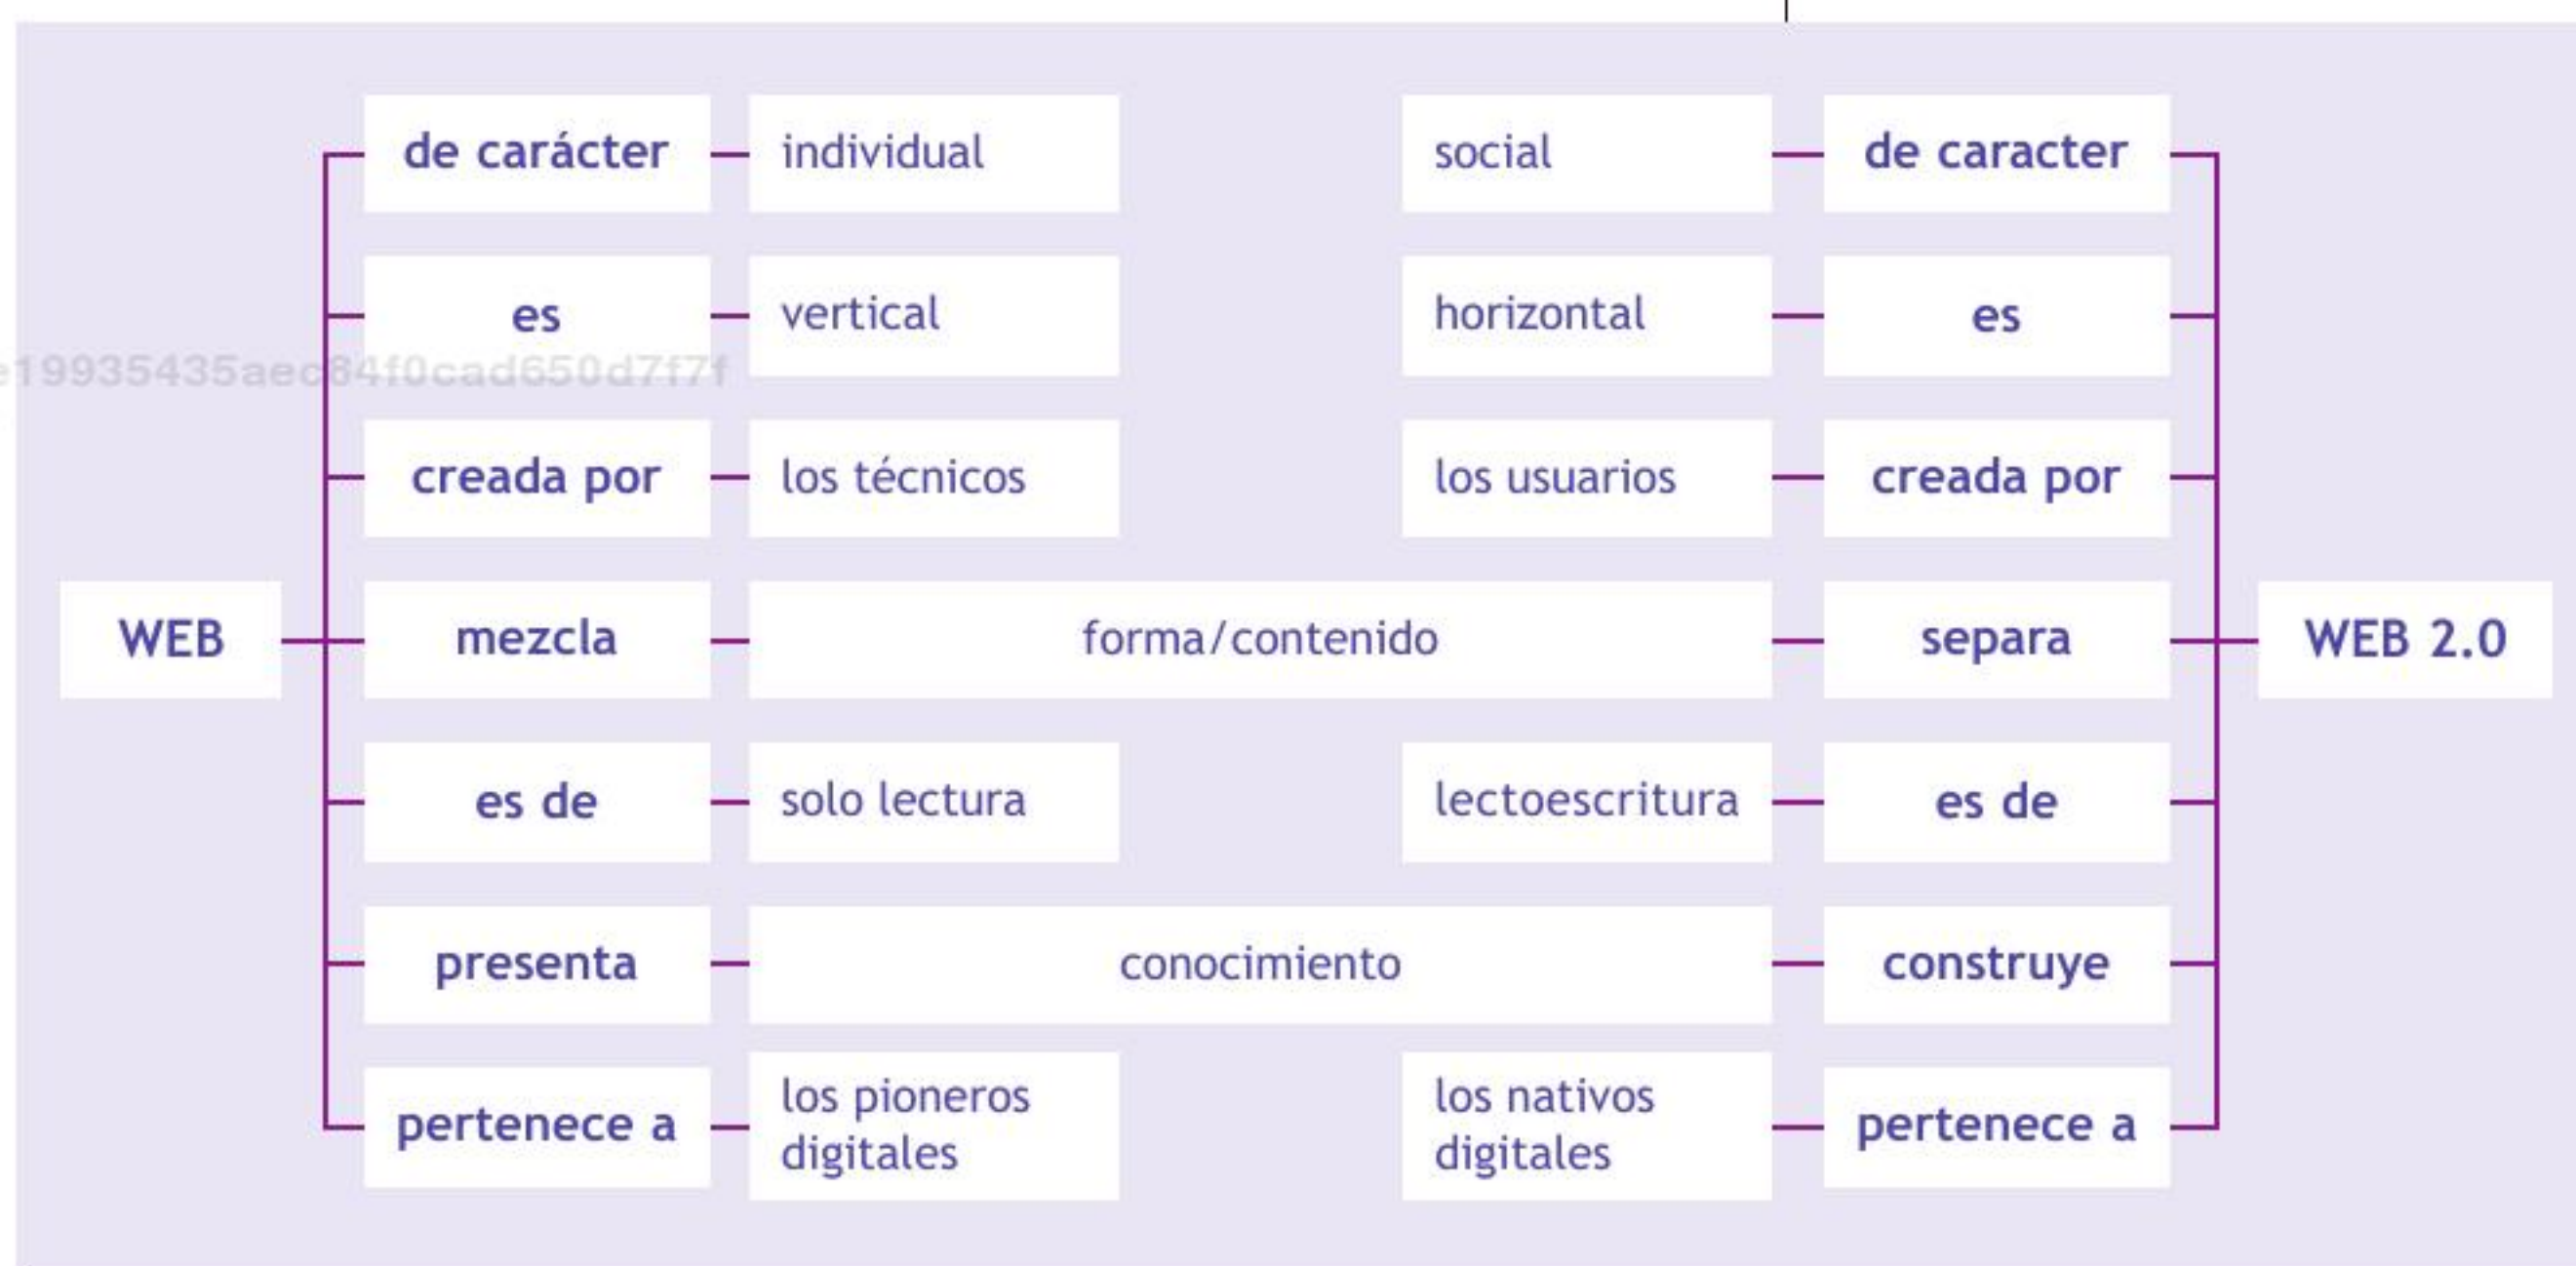 de carácter individual social de caracter
es vertical horizontal es
e19935435aec84f0cad650d7f7f
creada por los técnicos los usuarios creada por
WEB mezcla forma/contenido separa WEB 2.0
es de solo lectura lectoescritura es de
presenta conocimiento construye
pertenece a los pioneros digitales los nativos digitales pertenece a